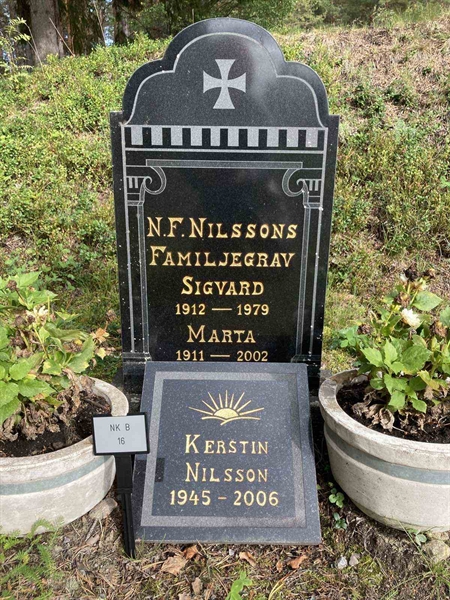 N.F. NILSSONS
FAMILJEGRAV
SIGVARD
1912 — 1979
MARTA
1911 — 2002
KERSTIN
NILSSON
1945 - 2006
NK B
16